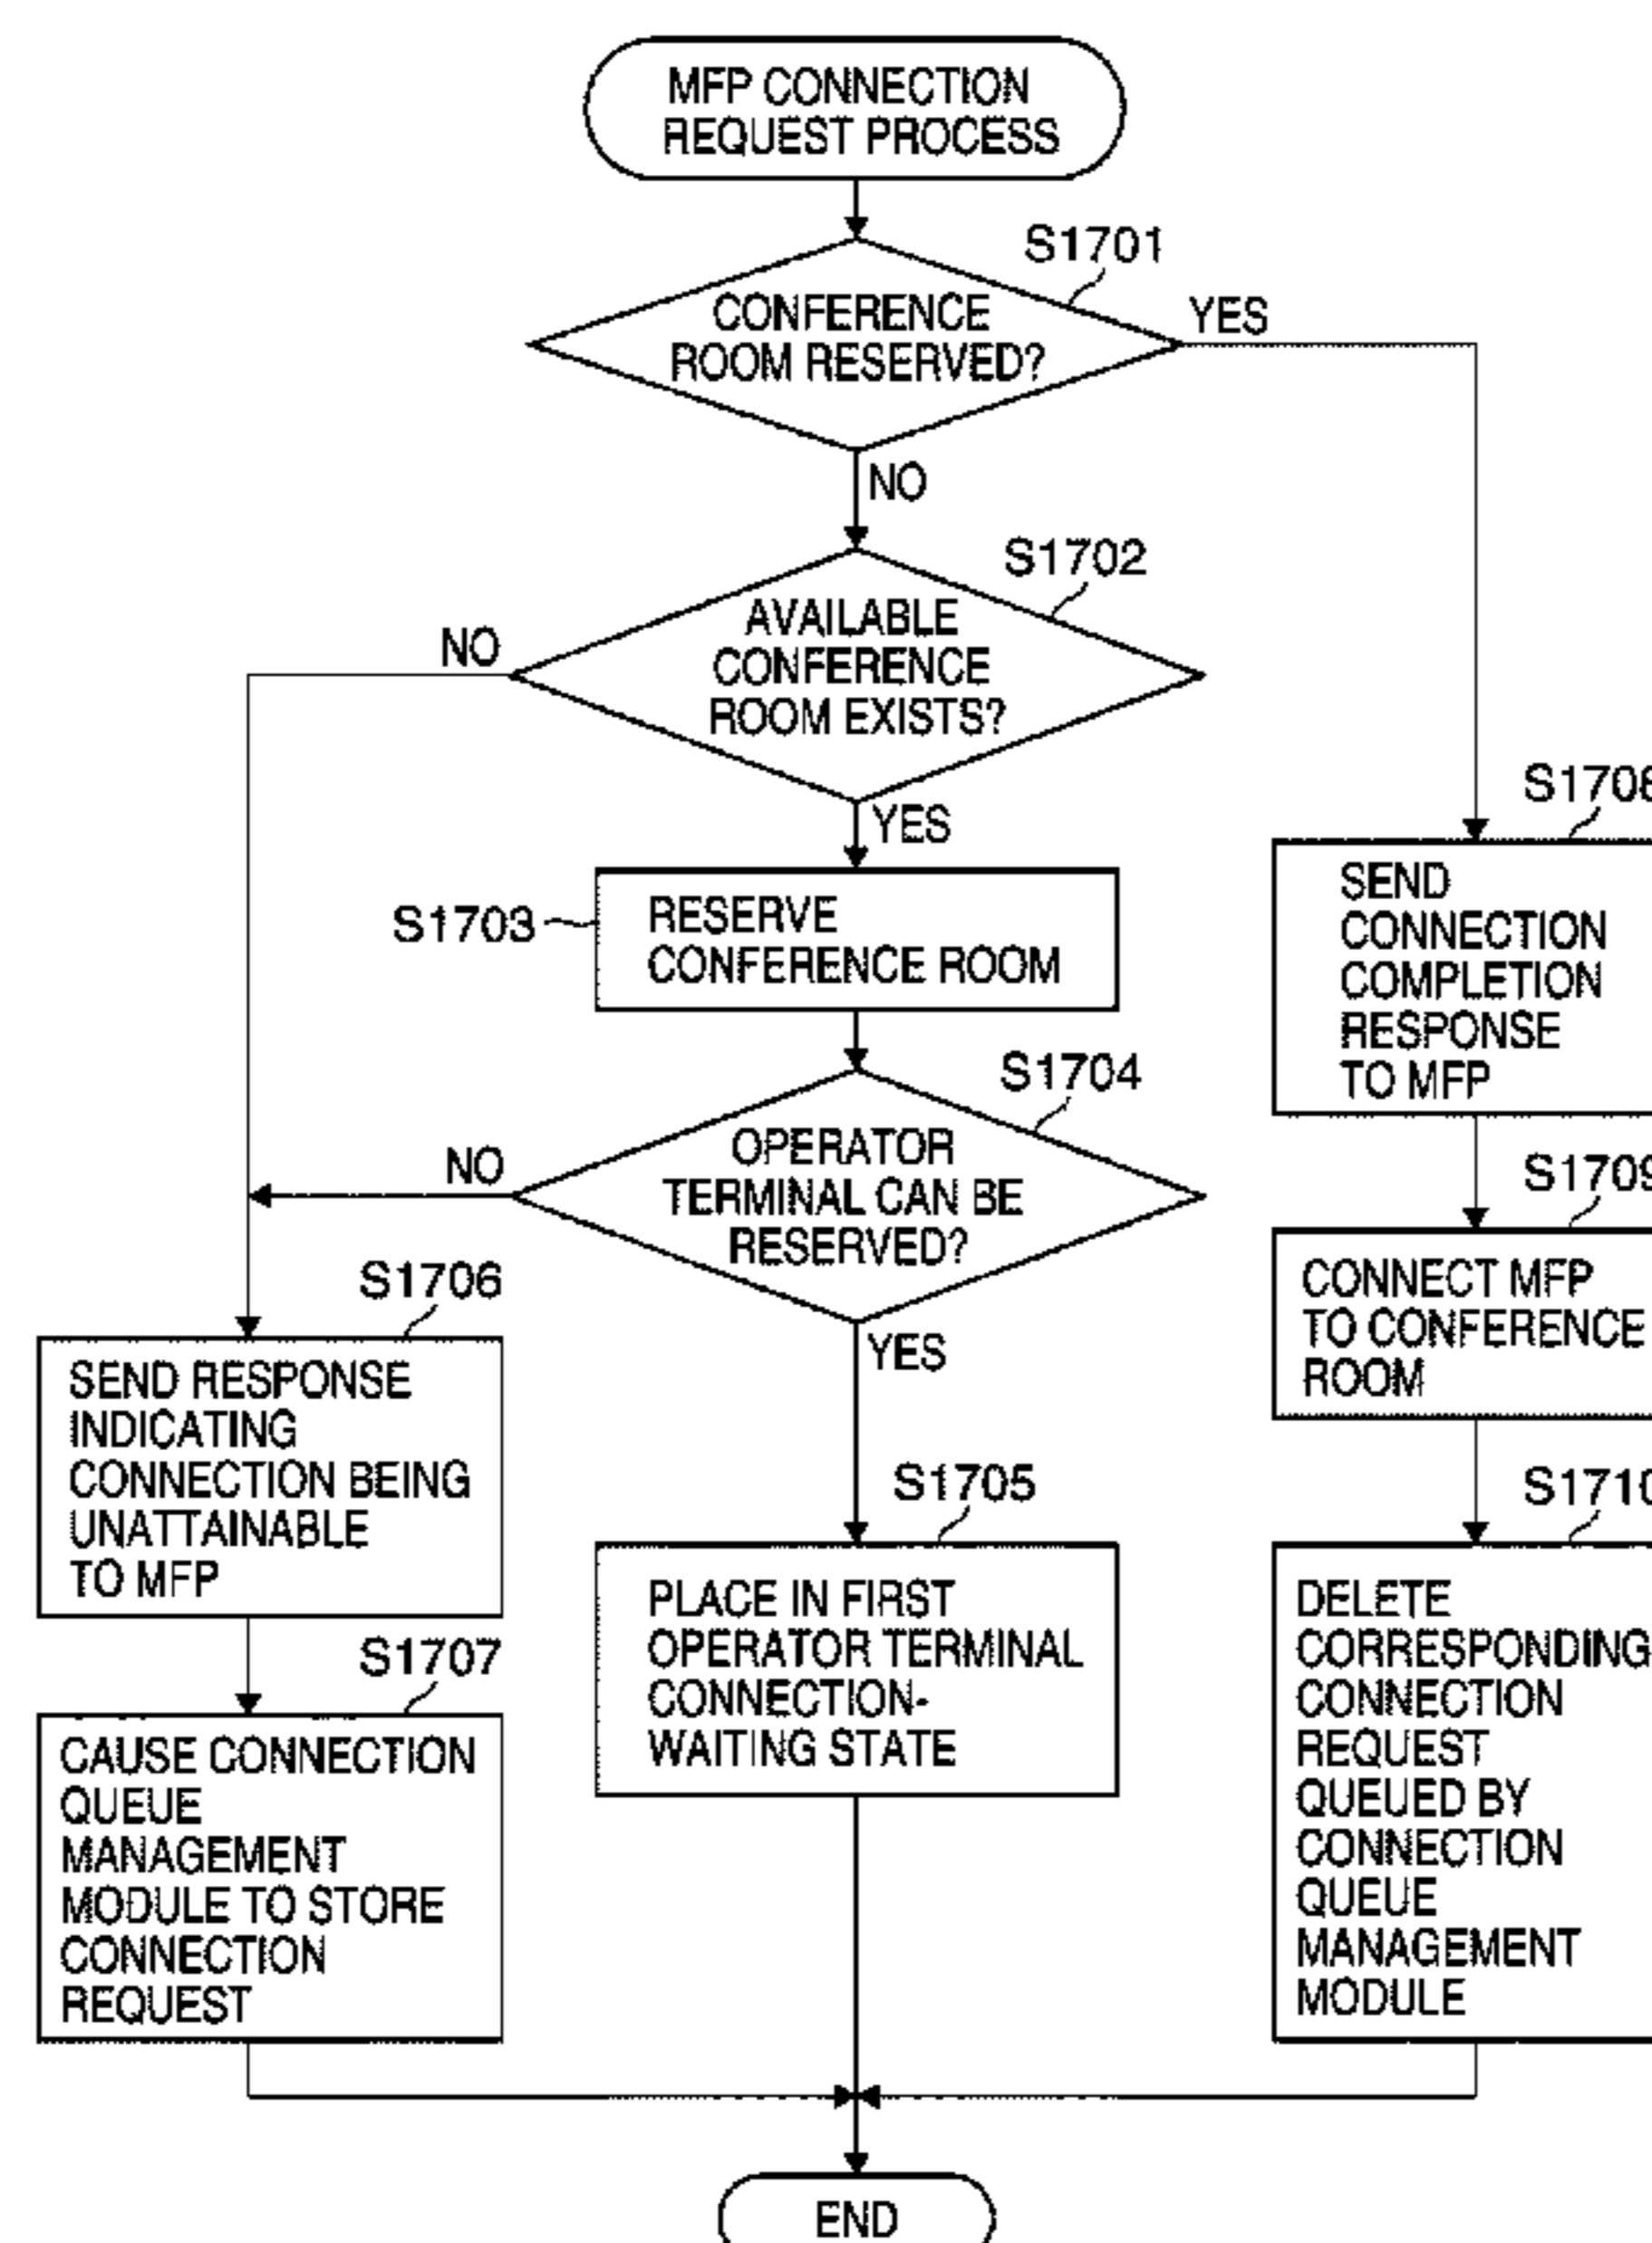 MFP CONNECTION
REQUEST PROCESS
S1701
CONFERENCE
ROOM RESERVED?
YES
NO
S1702
AVAILABLE
CONFERENCE
ROOM EXISTS?
NO
YES
S1703
RESERVE
CONFERENCE ROOM
S1704
OPERATOR
TERMINAL CAN BE
RESERVED?
NO
YES
S1705
PLACE IN FIRST
OPERATOR TERMINAL
CONNECTION-
WAITING STATE
S1706
SEND RESPONSE
INDICATING
CONNECTION BEING
UNATTAINABLE
TO MFP
S1707
CAUSE CONNECTION
QUEUE
MANAGEMENT
MODULE TO STORE
CONNECTION
REQUEST
S1708
SEND
CONNECTION
COMPLETION
RESPONSE
TO MFP
S1709
CONNECT MFP
TO CONFERENCE
ROOM
S1710
DELETE
CORRESPONDING
CONNECTION
REQUEST
QUEUED BY
CONNECTION
QUEUE
MANAGEMENT
MODULE
END